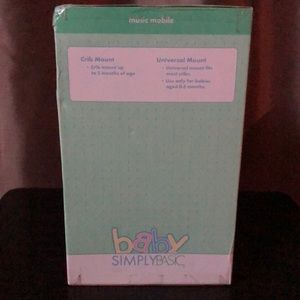 music mobile
Crib Mount
• Crib mount up
to 5 months of age
Universal Mount
• Universal mount fits
most cribs
• Use only for babies
aged 0-5 months
baby
SIMPLYBASIC